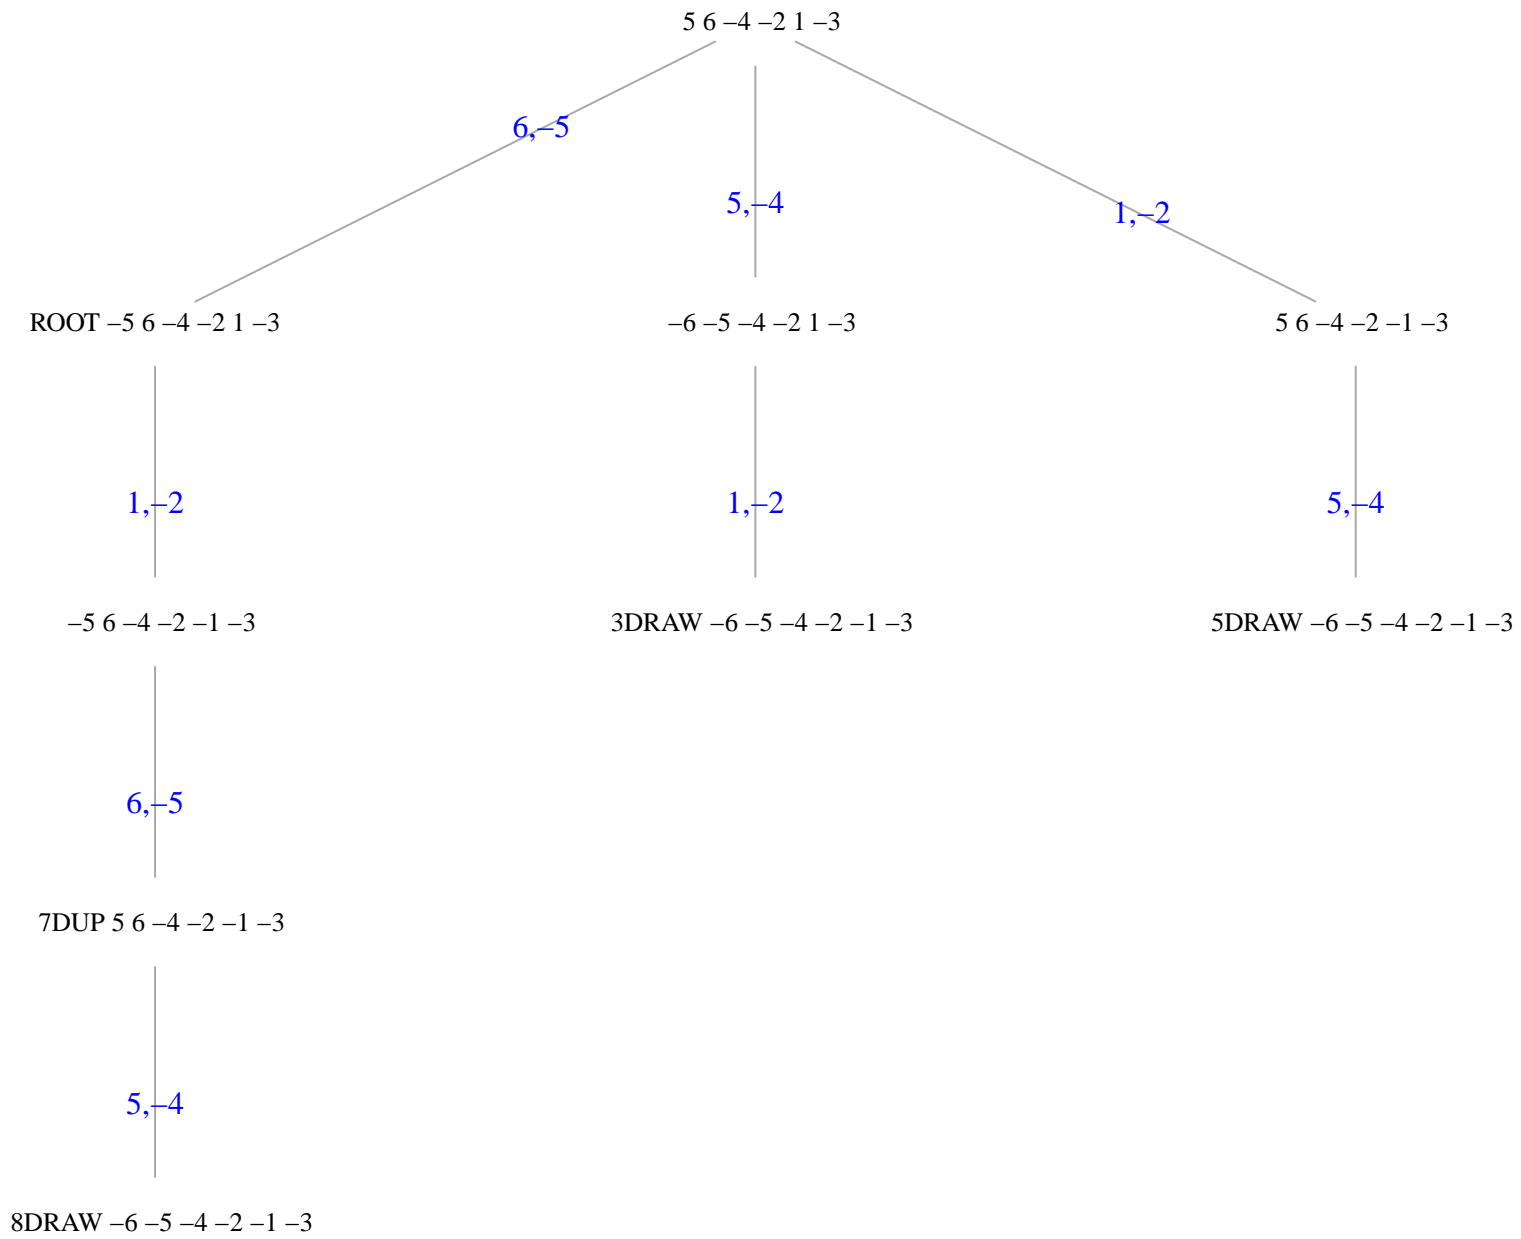 5 6 –4 –2 1 –3
6,–5
5,–4
1,–2
ROOT –5 6 –4 –2 1 –3
–6 –5 –4 –2 1 –3
5 6 –4 –2 –1 –3
1,–2
1,–2
5,–4
–5 6 –4 –2 –1 –3
3DRAW –6 –5 –4 –2 –1 –3
5DRAW –6 –5 –4 –2 –1 –3
6,–5
7DUP 5 6 –4 –2 –1 –3
5,–4
8DRAW –6 –5 –4 –2 –1 –3